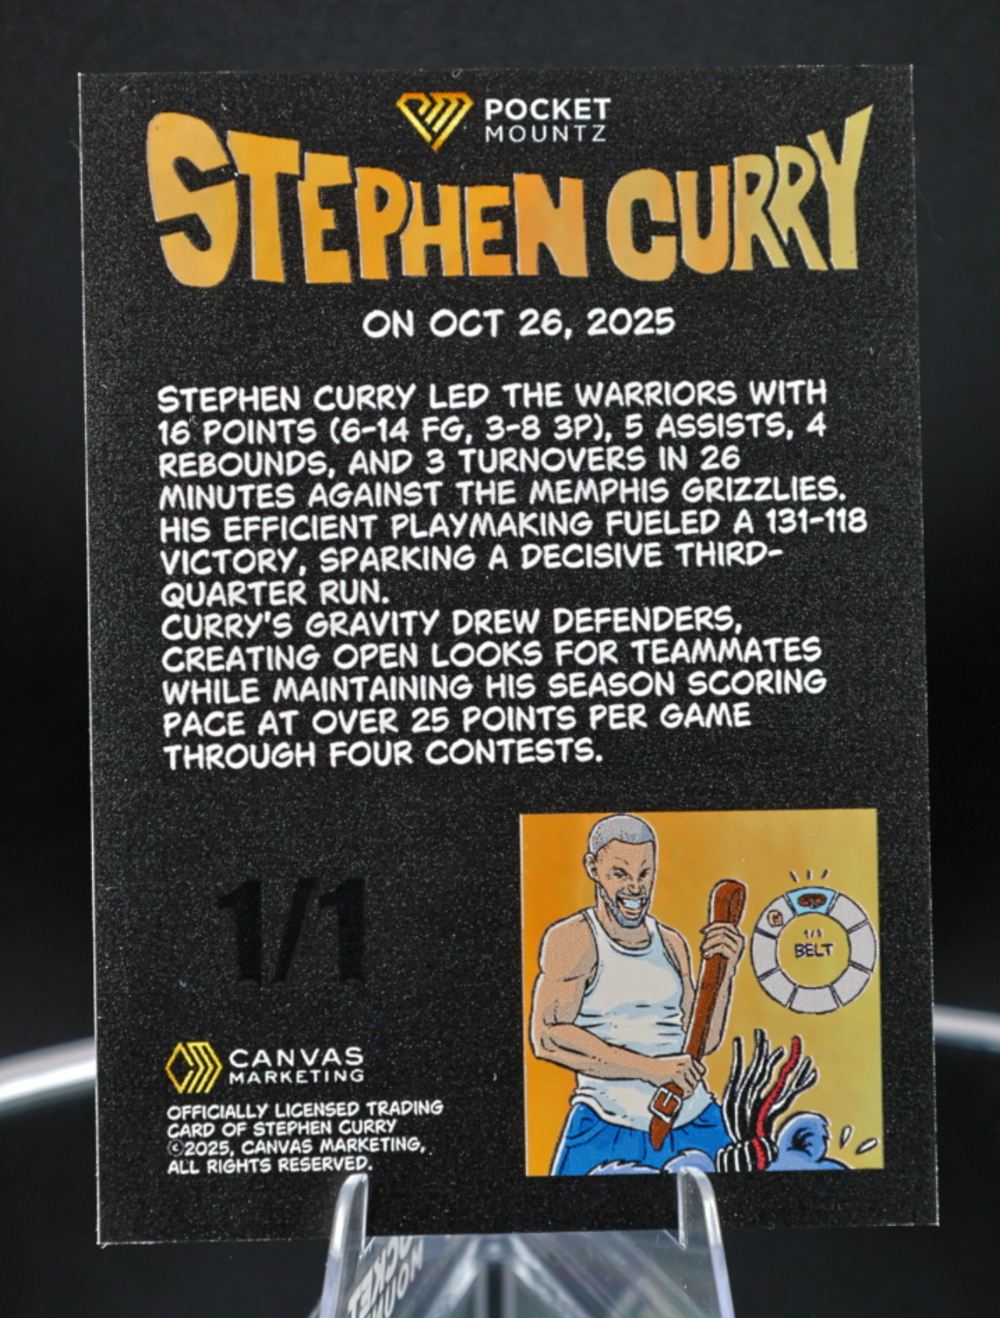 POCKET
MOUNTZ
STEPHEN CURRY
ON OCT 26, 2025
STEPHEN CURRY LED THE WARRIORS WITH
16 POINTS (6-14 FG, 3-8 3P), 5 ASSISTS, 4
REBOUNDS, AND 3 TURNOVERS IN 26
MINUTES AGAINST THE MEMPHIS GRIZZLIES.
HIS EFFICIENT PLAYMAKING FUELED A 131-118
VICTORY, SPARKING A DECISIVE THIRD-
QUARTER RUN.
CURRY'S GRAVITY DREW DEFENDERS,
CREATING OPEN LOOKS FOR TEAMMATES
WHILE MAINTAINING HIS SEASON SCORING
PACE AT OVER 25 POINTS PER GAME
THROUGH FOUR CONTESTS.
1/1
1/1
BELT
CANVAS
MARKETING
OFFICIALLY LICENSED TRADING
CARD OF STEPHEN CURRY
©2025, CANVAS MARKETING,
ALL RIGHTS RESERVED.
POCKET
MOUNTZ